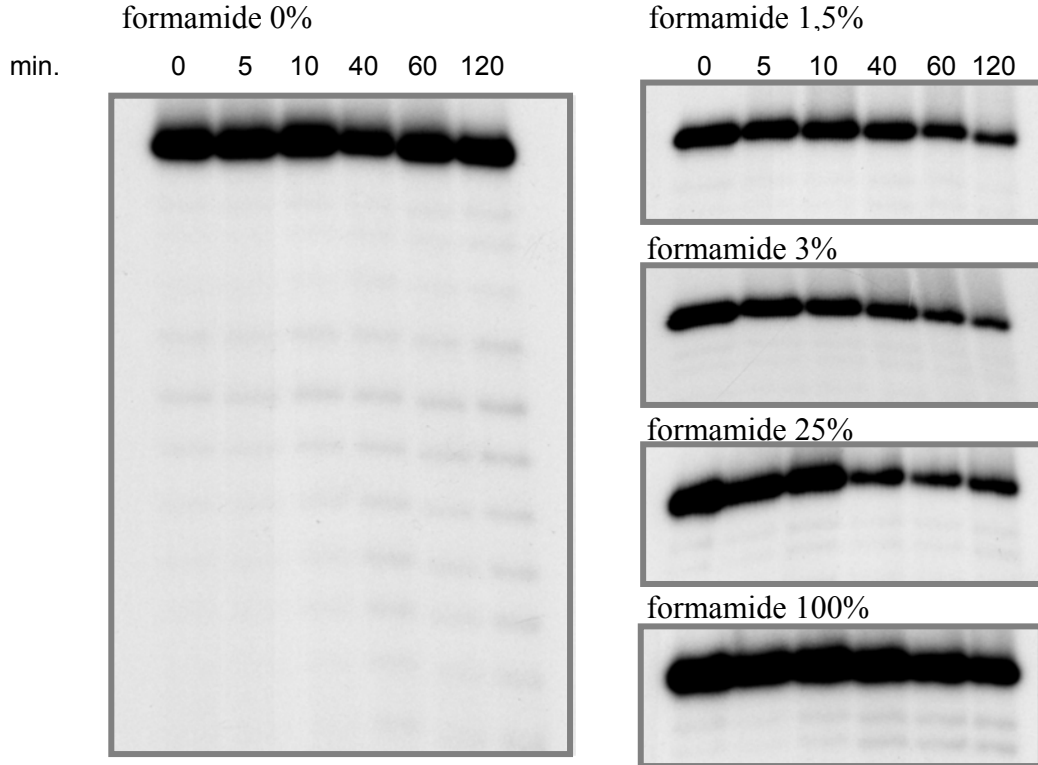 formamide 0%
min. 0 5 10 40 60 120
formamide 1,5%
0 5 10 40 60 120
formamide 3%
formamide 25%
formamide 100%